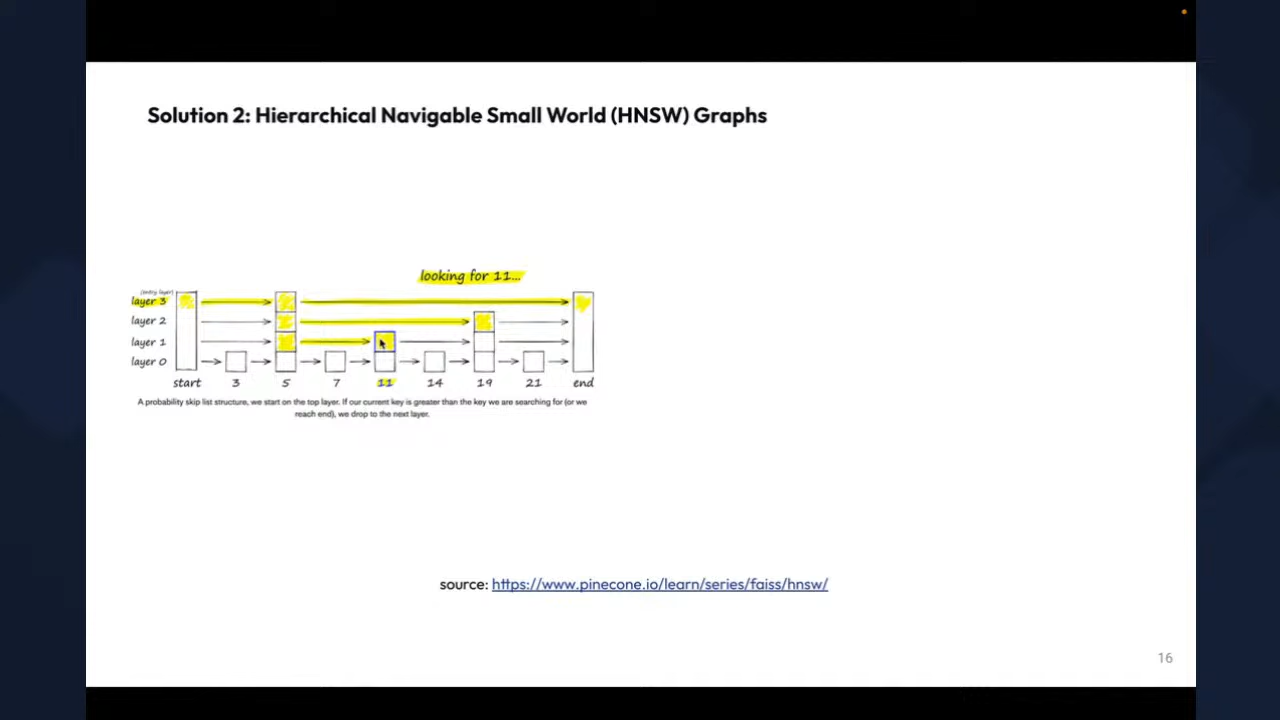 Solution 2: Hierarchical Navigable Small World (HNSW) Graphs
looking for 11...
(entry layer)
layer 3
layer 2
layer 1
layer 0
start 3 5 7 11 14 19 21 end
A probability skip list structure, we start on the top layer. If our current key is greater than the key we are searching for (or we
reach end), we drop to the next layer.
source: https://www.pinecone.io/learn/series/faiss/hnsw/
16